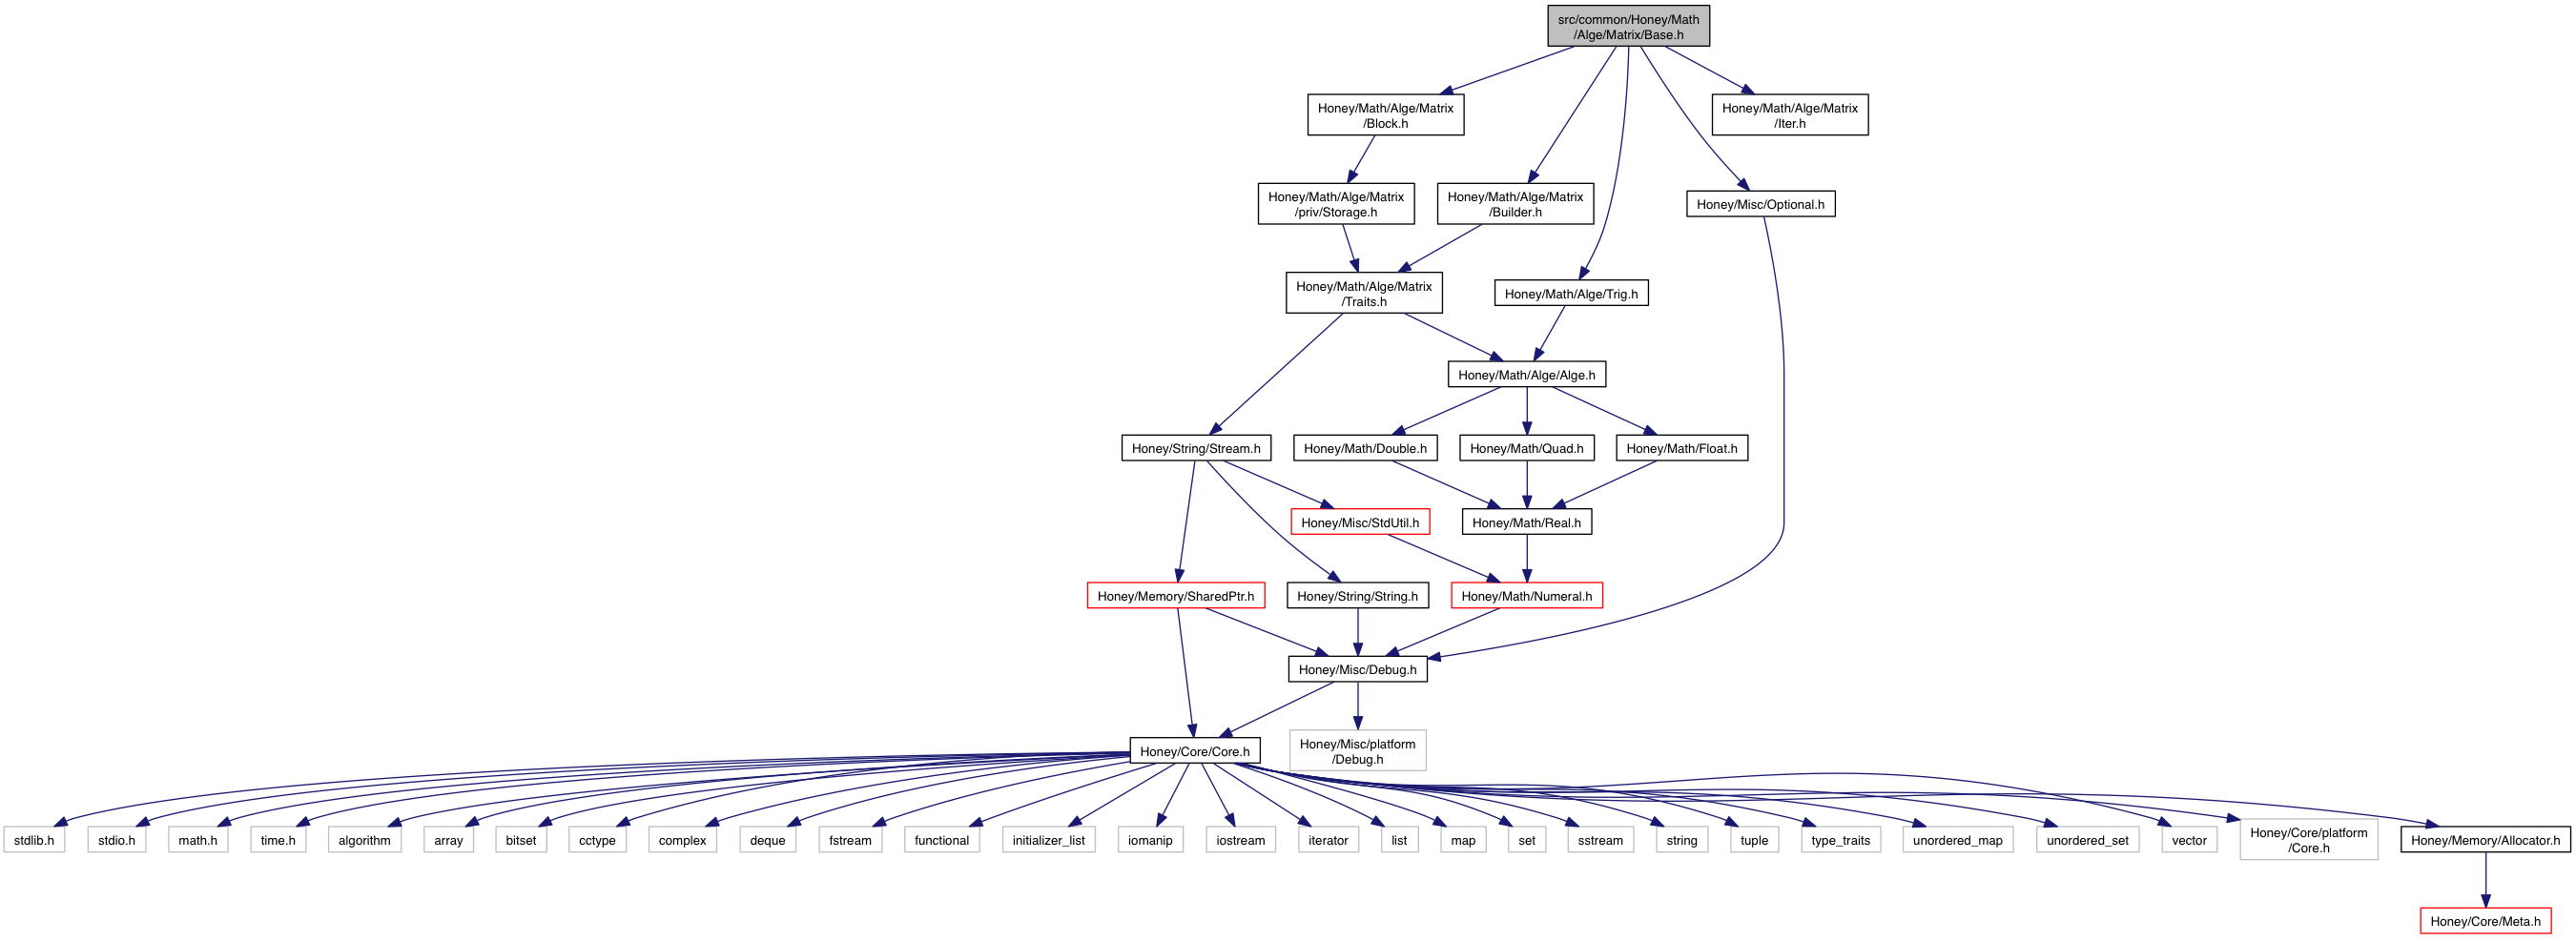 src/common/Honey/Math
/Alge/Matrix/Base.h
Honey/Math/Alge/Matrix
/Block.h
Honey/Math/Alge/Matrix
/Iter.h
Honey/Math/Alge/Matrix
/priv/Storage.h
Honey/Math/Alge/Matrix
/Builder.h
Honey/Misc/Optional.h
Honey/Math/Alge/Matrix
/Traits.h
Honey/Math/Alge/Trig.h
Honey/Math/Alge/Alge.h
Honey/String/Stream.h
Honey/Math/Double.h
Honey/Math/Quad.h
Honey/Math/Float.h
Honey/Misc/StdUtil.h
Honey/Math/Real.h
Honey/Memory/SharedPtr.h
Honey/String/String.h
Honey/Math/Numeral.h
Honey/Misc/Debug.h
Honey/Core/Core.h
Honey/Misc/platform
/Debug.h
stdlib.h
stdio.h
math.h
time.h
algorithm
array
bitset
cctype
complex
deque
fstream
functional
initializer_list
iomanip
iostream
iterator
list
map
set
sstream
string
tuple
type_traits
unordered_map
unordered_set
vector
Honey/Core/platform
/Core.h
Honey/Memory/Allocator.h
Honey/Core/Meta.h